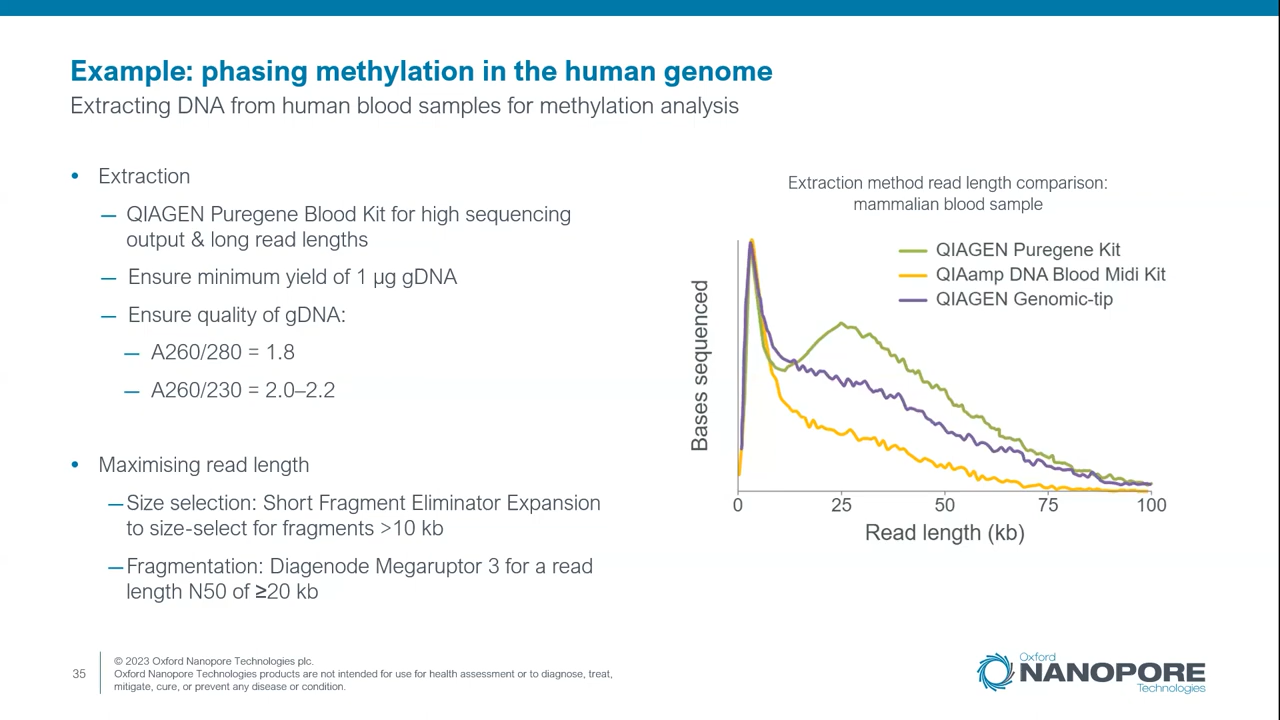 Example: phasing methylation in the human genome
Extracting DNA from human blood samples for methylation analysis
• Extraction
— QIAGEN Puregene Blood Kit for high sequencing
output & long read lengths
— Ensure minimum yield of 1 µg gDNA
— Ensure quality of gDNA:
— A260/280 = 1.8
— A260/230 = 2.0–2.2
• Maximising read length
— Size selection: Short Fragment Eliminator Expansion
to size-select for fragments >10 kb
— Fragmentation: Diagenode Megaruptor 3 for a read
length N50 of ≥20 kb
Extraction method read length comparison:
mammalian blood sample
QIAGEN Puregene Kit
QIAamp DNA Blood Midi Kit
QIAGEN Genomic-tip
Bases sequenced
0 25 50 75 100
Read length (kb)
35
© 2023 Oxford Nanopore Technologies plc.
Oxford Nanopore Technologies products are not intended for use for health assessment or to diagnose, treat,
mitigate, cure, or prevent any disease or condition.
Oxford
NANOPORE
Technologies